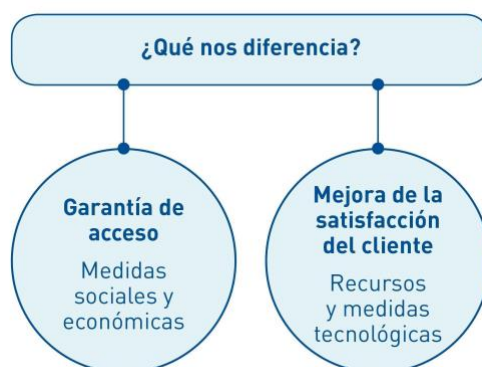 ¿Qué nos diferencia?
Garantía de
acceso
Medidas
sociales y
económicas
Mejora de la
satisfacción
del cliente
Recursos
y medidas
tecnológicas